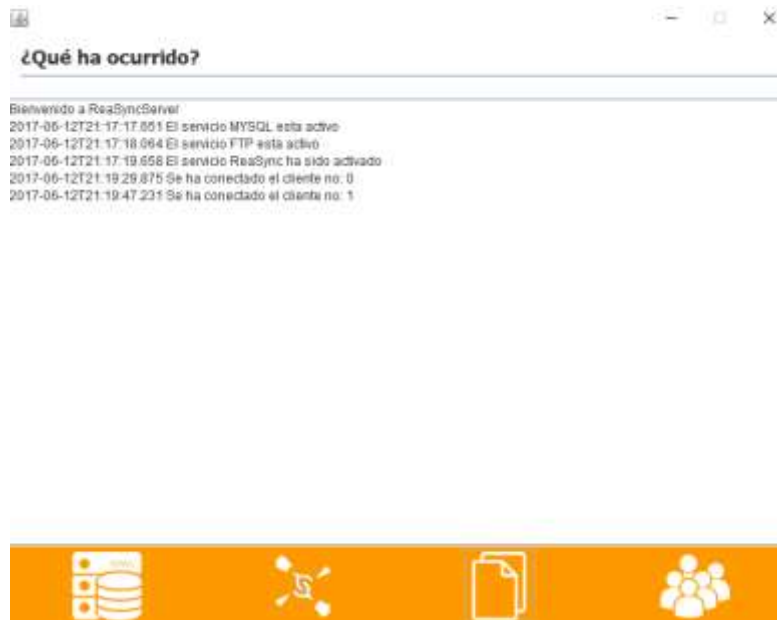 ¿Qué ha ocurrido?
Bienvenido a ReaSyncServer
2017-06-12T21:17:17.651 El servicio MYSQL esta activo
2017-06-12T21:17:18.064 El servicio FTP esta activo
2017-06-12T21:17:19.658 El servicio ReaSync ha sido activado
2017-06-12T21:19:29.875 Se ha conectado el cliente no: 0
2017-06-12T21:19:47.231 Se ha conectado el cliente no: 1